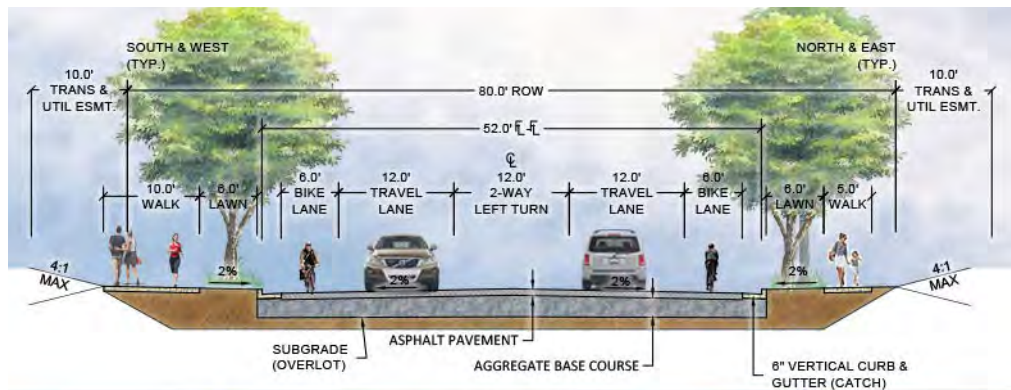 SOUTH & WEST
(TYP.)
NORTH & EAST
(TYP.)
10.0'
TRANS &
UTIL ESMT.
80.0' ROW
10.0'
TRANS &
UTIL ESMT.
52.0' FL-FL
CL
10.0'
WALK
6.0'
LAWN
6.0'
BIKE
LANE
12.0'
TRAVEL
LANE
12.0'
2-WAY
LEFT TURN
12.0'
TRAVEL
LANE
6.0'
BIKE
LANE
6.0'
LAWN
5.0'
WALK
4:1
MAX
2%
2%
2%
2%
4:1
MAX
SUBGRADE
(OVERLOT)
ASPHALT PAVEMENT
AGGREGATE BASE COURSE
6" VERTICAL CURB &
GUTTER (CATCH)